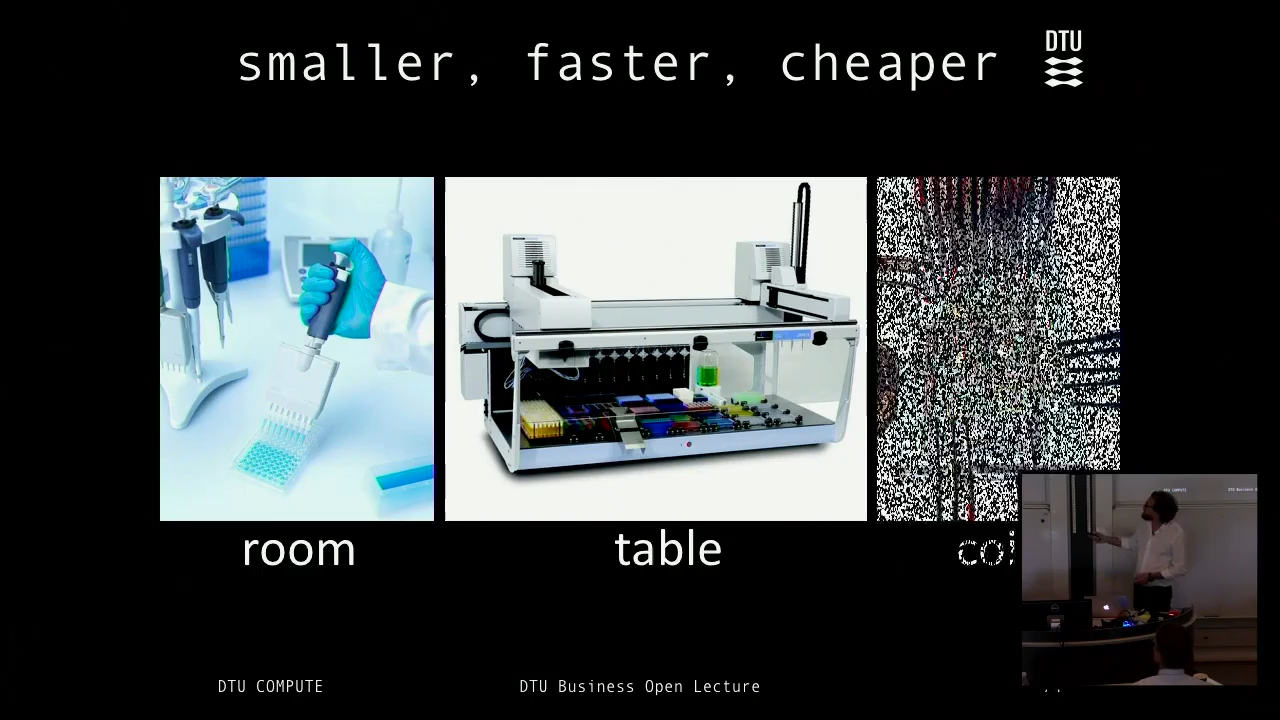 smaller, faster, cheaper
DTU
room
table
DTU COMPUTE
DTU Business Open Lecture